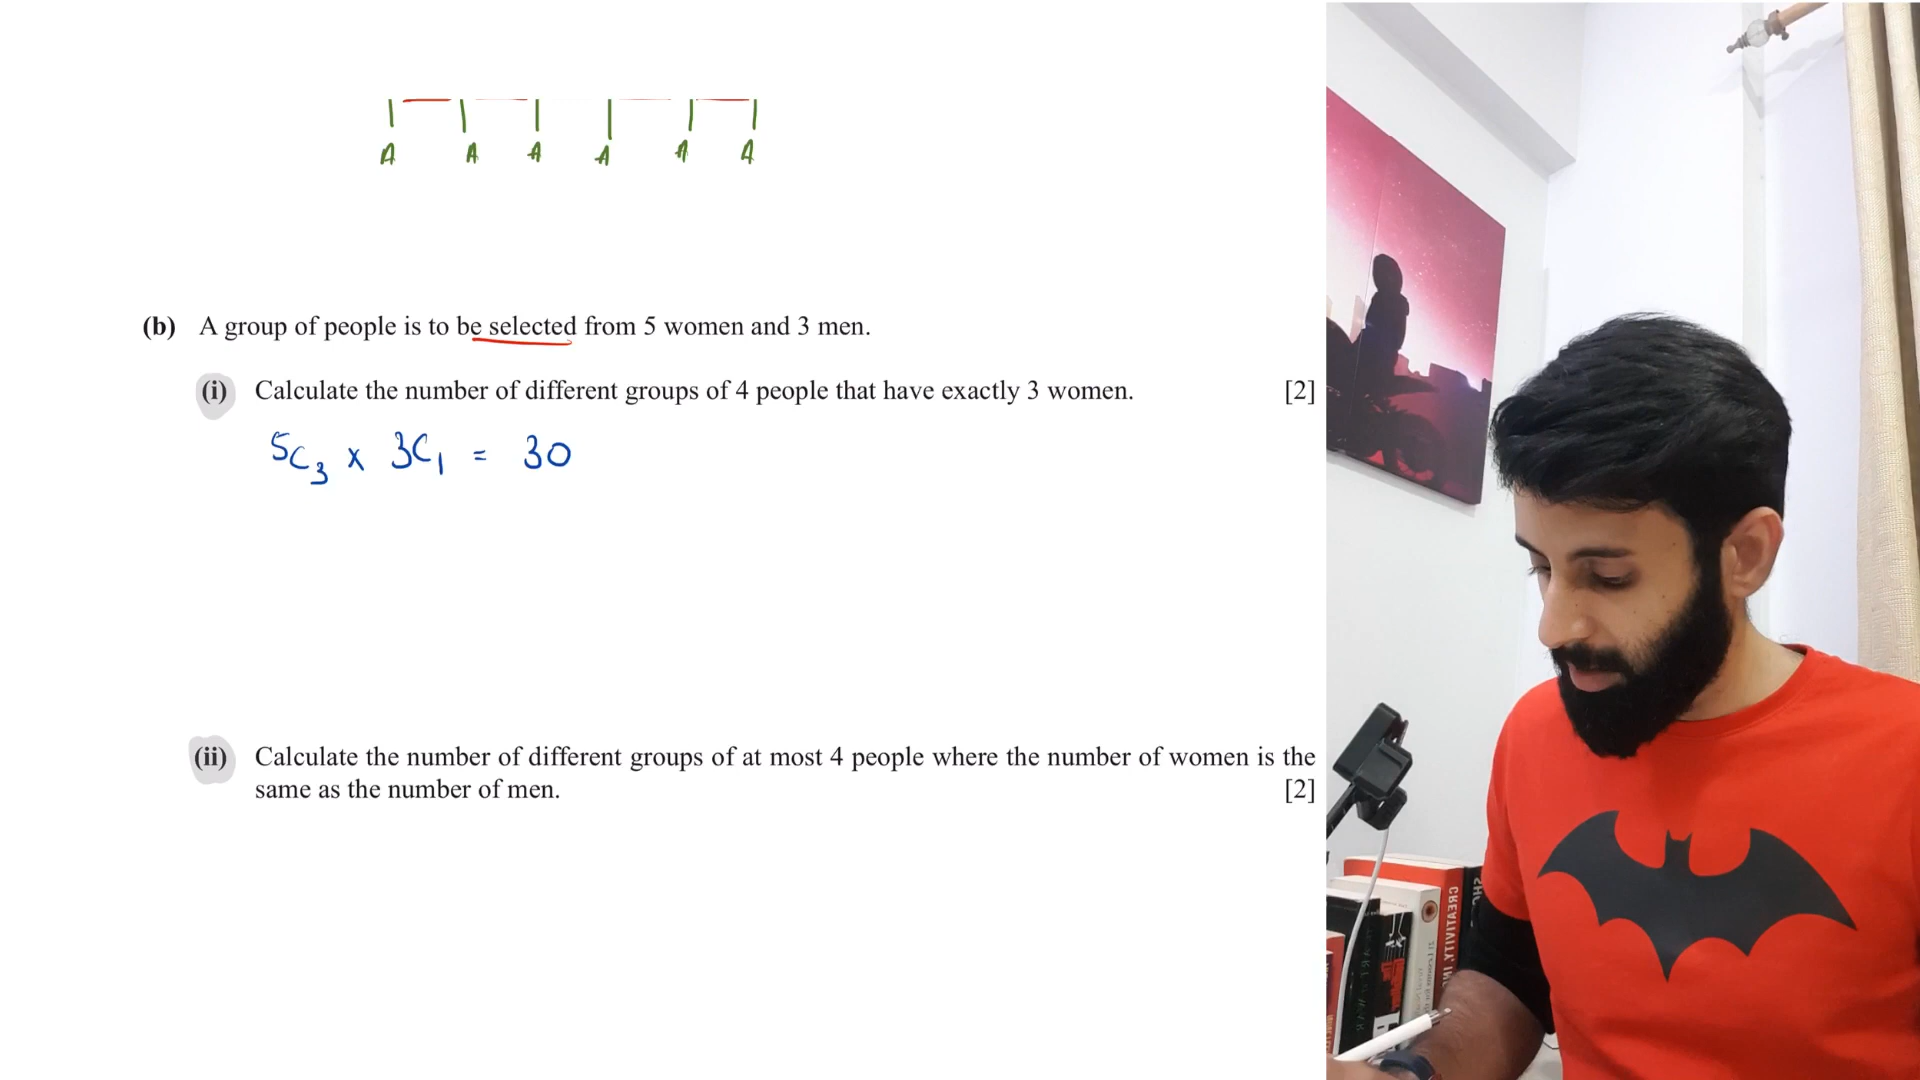 A A A A A A
(b) A group of people is to be selected from 5 women and 3 men.
(i) Calculate the number of different groups of 4 people that have exactly 3 women. [2]
5C3 x 3C1 = 30
(ii) Calculate the number of different groups of at most 4 people where the number of women is the
same as the number of men. [2]
CREATIVITY